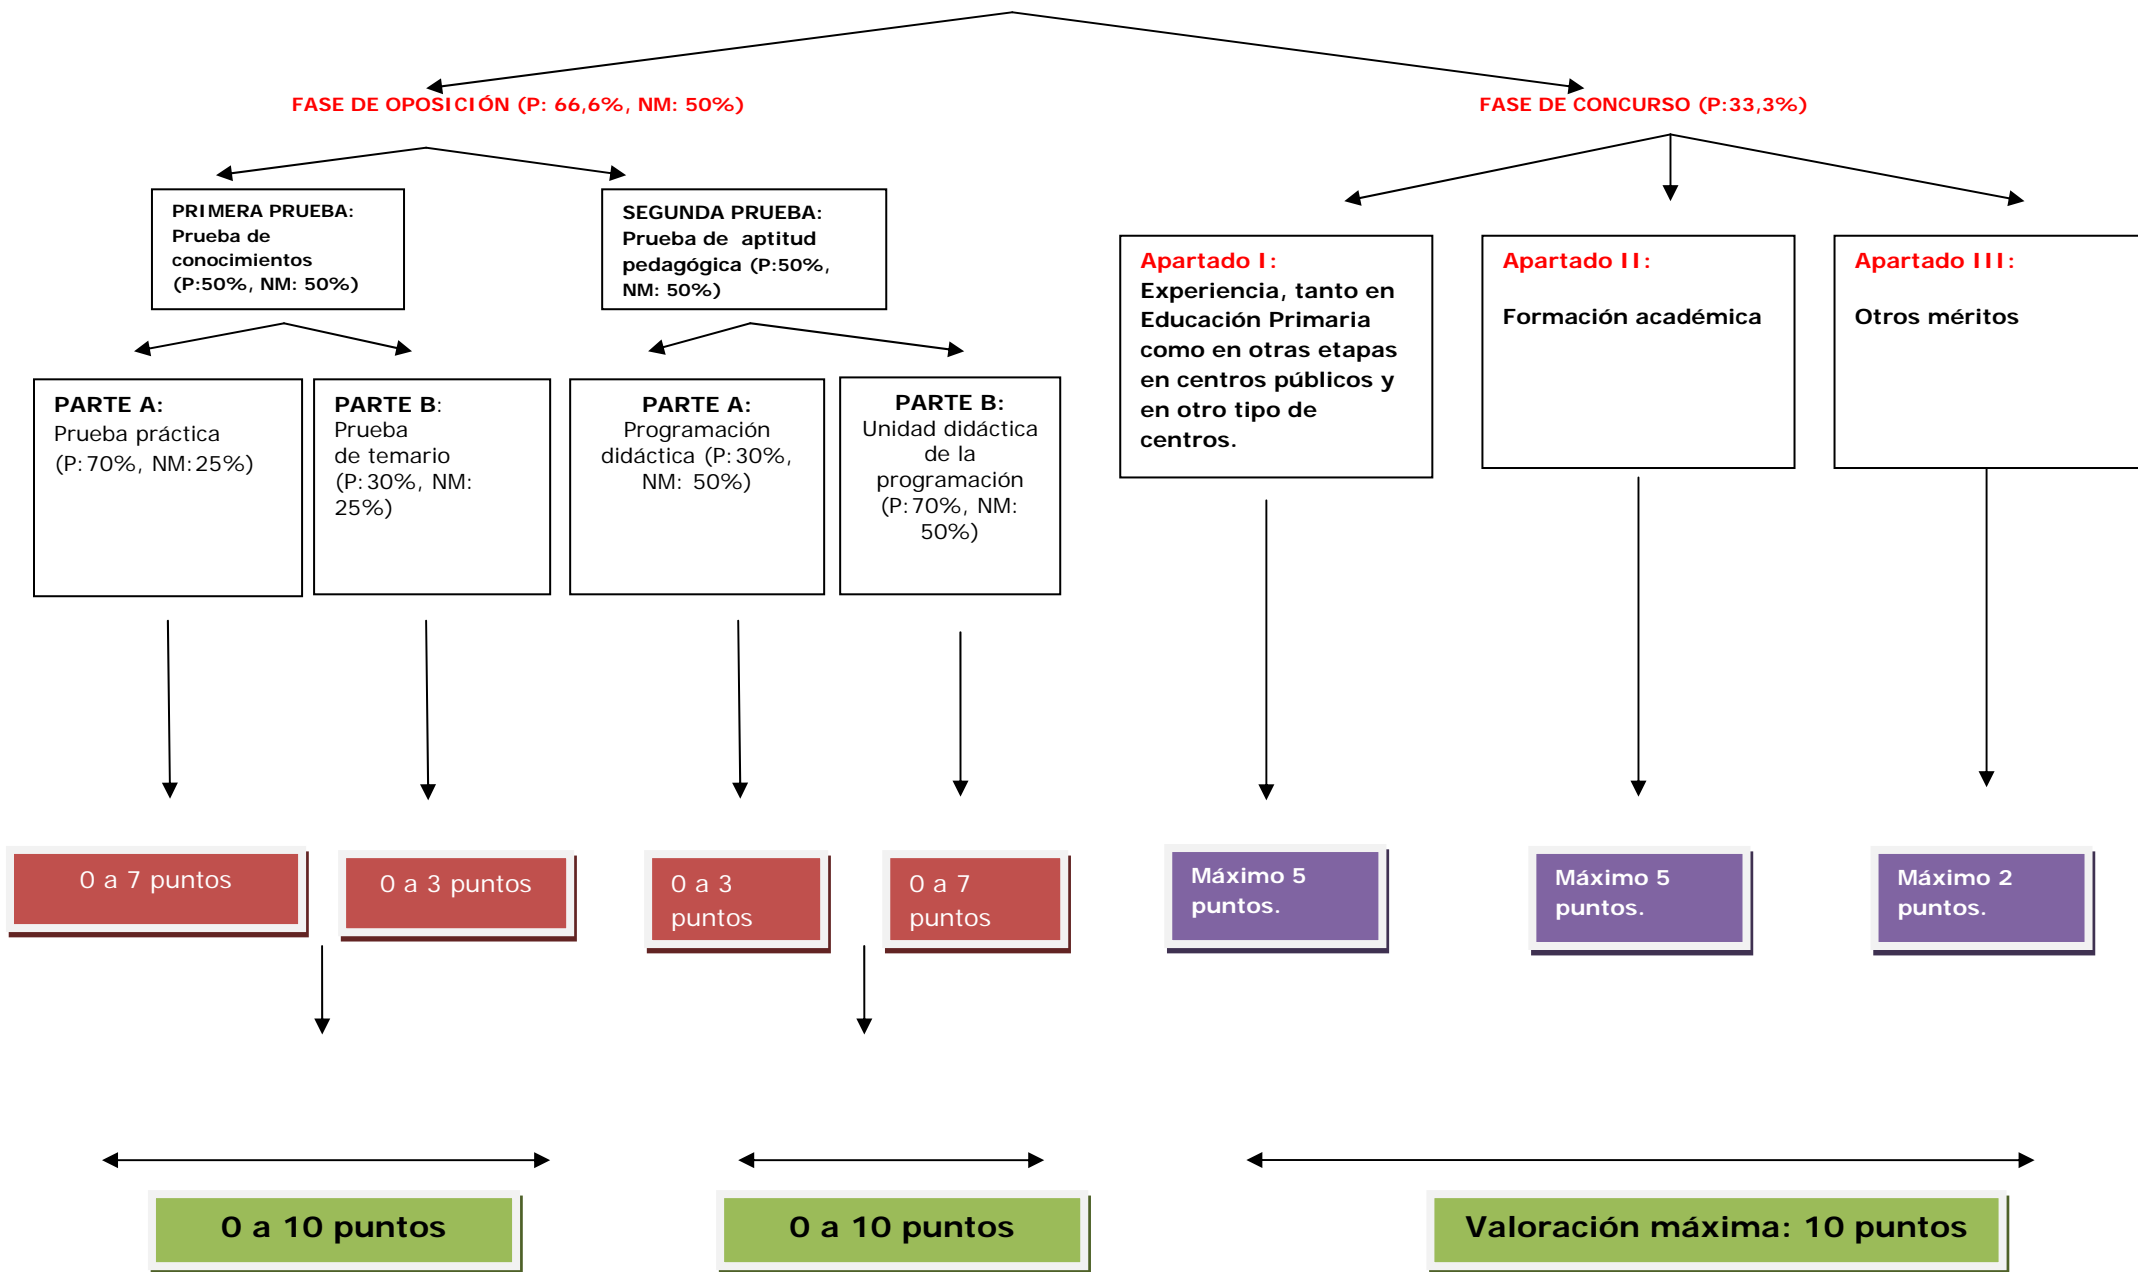 FASE DE OPOSICIÓN (P: 66,6%, NM: 50%)
FASE DE CONCURSO (P:33,3%)
PRIMERA PRUEBA:
Prueba de
conocimientos
(P:50%, NM: 50%)
SEGUNDA PRUEBA:
Prueba de aptitud
pedagógica (P:50%,
NM: 50%)
Apartado I:
Experiencia, tanto en
Educación Primaria
como en otras etapas
en centros públicos y
en otro tipo de
centros.
Apartado II:
Formación académica
Apartado III:
Otros méritos
PARTE A:
Prueba práctica
(P:70%, NM:25%)
PARTE B:
Prueba
de temario
(P:30%, NM:
25%)
PARTE A:
Programación
didáctica (P:30%,
NM: 50%)
PARTE B:
Unidad didáctica
de la
programación
(P:70%, NM:
50%)
0 a 7 puntos
0 a 3 puntos
0 a 3
puntos
0 a 7
puntos
Máximo 5
puntos.
Máximo 5
puntos.
Máximo 2
puntos.
0 a 10 puntos
0 a 10 puntos
Valoración máxima: 10 puntos